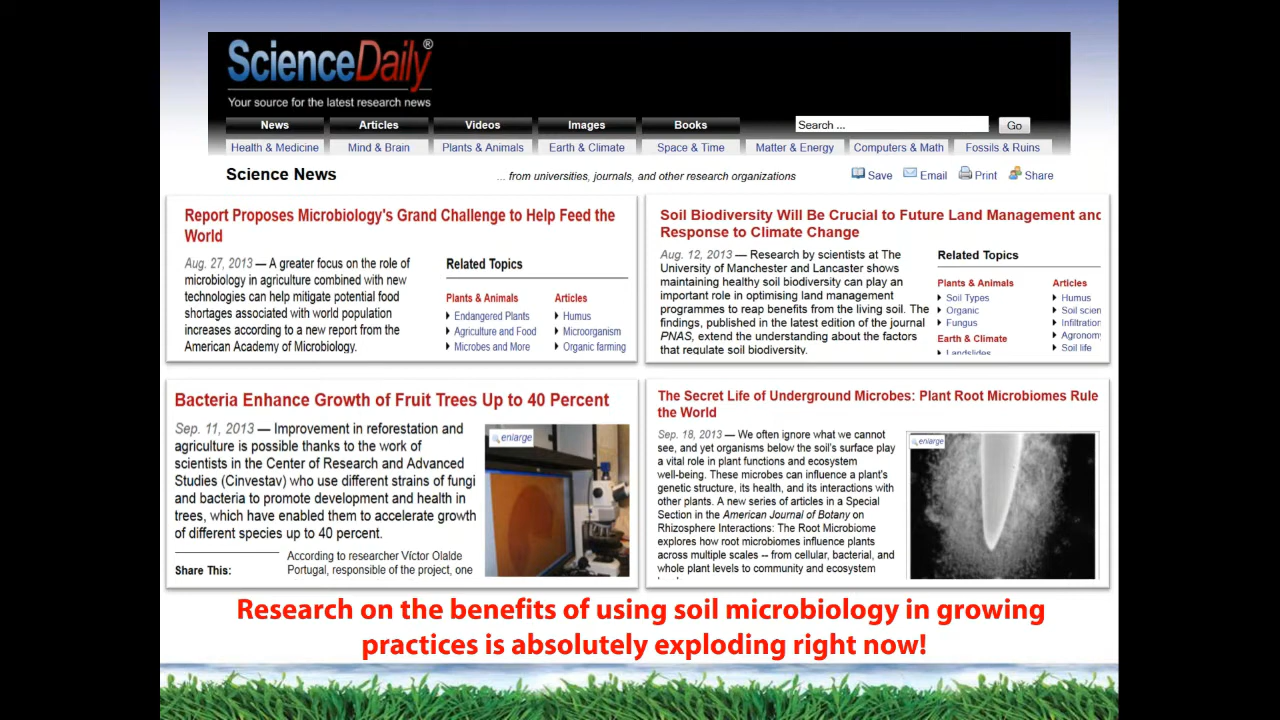 ScienceDaily®
Your source for the latest research news
News Articles Videos Images Books Search ... Go
Health & Medicine Mind & Brain Plants & Animals Earth & Climate Space & Time Matter & Energy Computers & Math Fossils & Ruins
Science News ... from universities, journals, and other research organizations Save Email Print Share
Report Proposes Microbiology's Grand Challenge to Help Feed the
World
Aug. 27, 2013 — A greater focus on the role of
microbiology in agriculture combined with new
technologies can help mitigate potential food
shortages associated with world population
increases according to a new report from the
American Academy of Microbiology.
Related Topics
Plants & Animals
Endangered Plants
Agriculture and Food
Microbes and More
Articles
Humus
Microorganism
Organic farming
Soil Biodiversity Will Be Crucial to Future Land Management and
Response to Climate Change
Aug. 12, 2013 — Research by scientists at The
University of Manchester and Lancaster shows
maintaining healthy soil biodiversity can play an
important role in optimising land management
programmes to reap benefits from the living soil. The
findings, published in the latest edition of the journal
PNAS, extend the understanding about the factors
that regulate soil biodiversity.
Related Topics
Plants & Animals
Soil Types
Organic
Fungus
Earth & Climate
Landslides
Articles
Humus
Soil scien
Infiltration
Agronomy
Soil life
Bacteria Enhance Growth of Fruit Trees Up to 40 Percent
Sep. 11, 2013 — Improvement in reforestation and
agriculture is possible thanks to the work of
scientists in the Center of Research and Advanced
Studies (Cinvestav) who use different strains of fungi
and bacteria to promote development and health in
trees, which have enabled them to accelerate growth
of different species up to 40 percent.
Share This:
According to researcher Víctor Olalde
Portugal, responsible of the project, one
enlarge
The Secret Life of Underground Microbes: Plant Root Microbiomes Rule
the World
Sep. 18, 2013 — We often ignore what we cannot
see, and yet organisms below the soil's surface play
a vital role in plant functions and ecosystem
well-being. These microbes can influence a plant's
genetic structure, its health, and its interactions with
other plants. A new series of articles in a Special
Section in the American Journal of Botany on
Rhizosphere Interactions: The Root Microbiome
explores how root microbiomes influence plants
across multiple scales -- from cellular, bacterial, and
whole plant levels to community and ecosystem
enlarge
Research on the benefits of using soil microbiology in growing
practices is absolutely exploding right now!